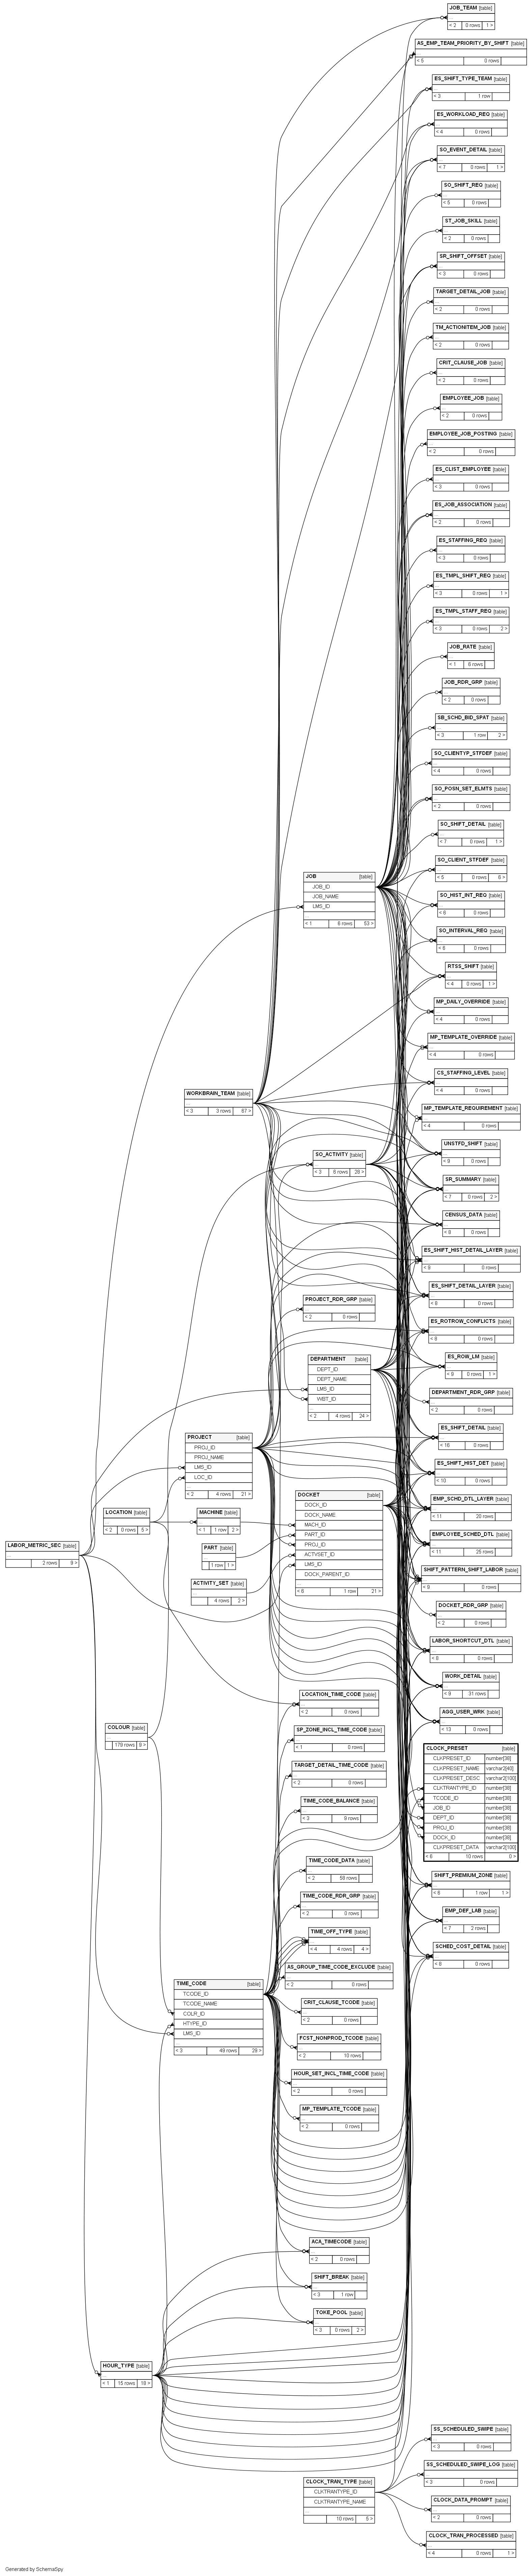 JOB_TEAM [table]
...
< 2 0 rows 1 >
AS_EMP_TEAM_PRIORITY_BY_SHIFT [table]
...
< 5 0 rows
ES_SHIFT_TYPE_TEAM [table]
...
< 3 1 row
ES_WORKLOAD_REQ [table]
...
< 4 0 rows
SO_EVENT_DETAIL [table]
...
< 7 0 rows 1 >
SO_SHIFT_REQ [table]
...
< 5 0 rows
ST_JOB_SKILL [table]
...
< 2 0 rows
SR_SHIFT_OFFSET [table]
...
< 3 0 rows
TARGET_DETAIL_JOB [table]
...
< 2 0 rows
TM_ACTIONITEM_JOB [table]
...
< 2 0 rows
CRIT_CLAUSE_JOB [table]
...
< 2 0 rows
EMPLOYEE_JOB [table]
...
< 2 0 rows
EMPLOYEE_JOB_POSTING [table]
...
< 2 0 rows
ES_CLIST_EMPLOYEE [table]
...
< 3 0 rows
ES_JOB_ASSOCIATION [table]
...
< 2 0 rows
ES_STAFFING_REQ [table]
...
< 3 0 rows
ES_TMPL_SHIFT_REQ [table]
...
< 3 0 rows 1 >
ES_TMPL_STAFF_REQ [table]
...
< 3 0 rows 2 >
JOB_RATE [table]
...
< 1 6 rows
JOB_RDR_GRP [table]
...
< 2 0 rows
SB_SCHD_BID_SPAT [table]
...
< 3 1 row 2 >
SO_CLIENTYP_STFDEF [table]
...
< 4 0 rows
SO_POSN_SET_ELMTS [table]
...
< 2 0 rows
SO_SHIFT_DETAIL [table]
...
< 7 0 rows 1 >
SO_CLIENT_STFDEF [table]
...
< 5 0 rows 6 >
JOB [table]
JOB_ID
JOB_NAME
LMS_ID
...
< 1 6 rows 53 >
SO_HIST_INT_REQ [table]
...
< 6 0 rows
SO_INTERVAL_REQ [table]
...
< 6 0 rows
RTSS_SHIFT [table]
...
< 4 0 rows 1 >
MP_DAILY_OVERRIDE [table]
...
< 4 0 rows
MP_TEMPLATE_OVERRIDE [table]
...
< 4 0 rows
CS_STAFFING_LEVEL [table]
...
< 4 0 rows
WORKBRAIN_TEAM [table]
...
< 3 3 rows 67 >
MP_TEMPLATE_REQUIREMENT [table]
...
< 4 0 rows
UNSTFD_SHIFT [table]
...
< 9 0 rows
SO_ACTIVITY [table]
...
< 3 6 rows 28 >
SR_SUMMARY [table]
...
< 7 0 rows 2 >
CENSUS_DATA [table]
...
< 8 0 rows
ES_SHIFT_HIST_DETAIL_LAYER [table]
...
< 8 0 rows
ES_SHIFT_DETAIL_LAYER [table]
...
< 8 0 rows
PROJECT_RDR_GRP [table]
...
< 2 0 rows
ES_ROTROW_CONFLICTS [table]
...
< 9 0 rows
DEPARTMENT [table]
DEPT_ID
DEPT_NAME
LMS_ID
WBT_ID
...
< 2 4 rows 24 >
ES_ROW_LM [table]
...
< 8 0 rows 1 >
DEPARTMENT_RDR_GRP [table]
...
< 2 0 rows
ES_SHIFT_DETAIL [table]
...
< 16 0 rows
PROJECT [table]
PROJ_ID
PROJ_NAME
LMS_ID
LOC_ID
...
< 2 4 rows 21 >
ES_SHIFT_HIST_DET [table]
...
< 10 0 rows
DOCKET [table]
DOCK_ID
DOCK_NAME
MACH_ID
PART_ID
PROJ_ID
ACTVSET_ID
LMS_ID
DOCK_PARENT_ID
...
< 6 1 row 21 >
EMP_SCHD_DTL_LAYER [table]
...
< 11 20 rows
LOCATION [table]
...
< 2 0 rows 5 >
MACHINE [table]
...
< 1 1 row 2 >
EMPLOYEE_SCHED_DTL [table]
...
< 11 25 rows
LABOR_METRIC_SEC [table]
...
2 rows 9 >
PART [table]
...
1 row 1 >
SHIFT_PATTERN_SHIFT_LABOR [table]
...
< 8 0 rows
ACTIVITY_SET [table]
...
4 rows 2 >
DOCKET_RDR_GRP [table]
...
< 2 0 rows
LABOR_SHORTCUT_DTL [table]
...
< 8 0 rows
WORK_DETAIL [table]
...
< 9 31 rows
LOCATION_TIME_CODE [table]
...
< 2 0 rows
AGG_USER_WRK [table]
...
< 13 0 rows
COLOUR [table]
...
179 rows 8 >
SP_ZONE_INCL_TIME_CODE [table]
...
< 1 0 rows
CLOCK_PRESET [table]
CLKPRESET_ID number[38]
CLKPRESET_NAME varchar2[40]
CLKPRESET_DESC varchar2[100]
CLKTRANTYPE_ID number[38]
TCODE_ID number[38]
JOB_ID number[38]
DEPT_ID number[38]
PROJ_ID number[38]
DOCK_ID number[38]
CLKPRESET_DATA varchar2[100]
< 6 10 rows 0 >
TARGET_DETAIL_TIME_CODE [table]
...
< 2 0 rows
TIME_CODE_BALANCE [table]
...
< 3 9 rows
TIME_CODE_DATA [table]
...
< 2 58 rows
SHIFT_PREMIUM_ZONE [table]
...
< 6 1 row 1 >
TIME_CODE_RDR_GRP [table]
...
< 2 0 rows
EMP_DEF_LAB [table]
...
< 7 2 rows
TIME_OFF_TYPE [table]
...
< 4 4 rows 4 >
SCHED_COST_DETAIL [table]
...
< 6 0 rows
AS_GROUP_TIME_CODE_EXCLUDE [table]
...
< 2 0 rows
TIME_CODE [table]
TCODE_ID
TCODE_NAME
COLR_ID
HTYPE_ID
LMS_ID
...
< 3 49 rows 29 >
CRIT_CLAUSE_TCODE [table]
...
< 2 0 rows
FCST_NONPROD_TCODE [table]
...
< 2 10 rows
HOUR_SET_INCL_TIME_CODE [table]
...
< 2 0 rows
MP_TEMPLATE_TCODE [table]
...
< 2 0 rows
ACA_TIMECODE [table]
...
< 2 0 rows
SHIFT_BREAK [table]
...
< 3 1 row
TOKE_POOL [table]
...
< 3 0 rows 2 >
HOUR_TYPE [table]
...
< 1 15 rows 18 >
SS_SCHEDULED_SWIPE [table]
...
< 3 0 rows
SS_SCHEDULED_SWIPE_LOG [table]
...
< 3 0 rows
CLOCK_TRAN_TYPE [table]
CLKTRANTYPE_ID
CLKTRANTYPE_NAME
...
10 rows 5 >
CLOCK_DATA_PROMPT [table]
...
< 2 0 rows
CLOCK_TRAN_PROCESSED [table]
...
< 4 0 rows 1 >
Generated by SchemaSpy